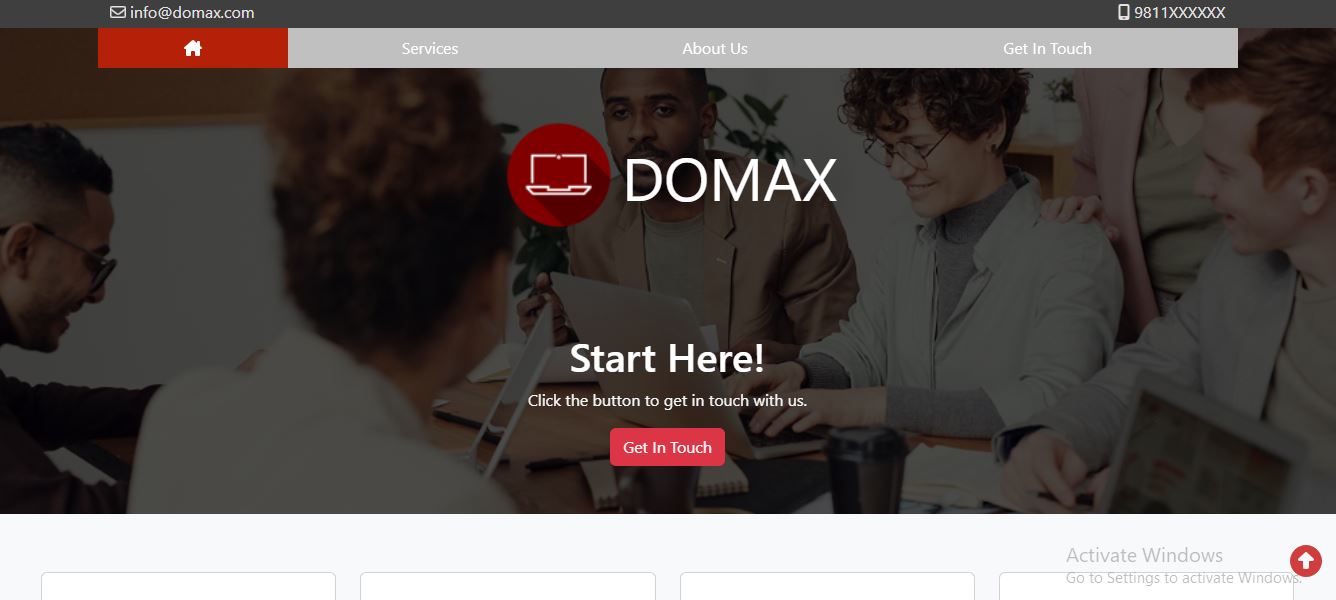 info@domax.com
9811XXXXXX
Services
About Us
Get In Touch
DOMAX
Start Here!
Click the button to get in touch with us.
Get In Touch
Activate Windows
Go to Settings to activate Windows.